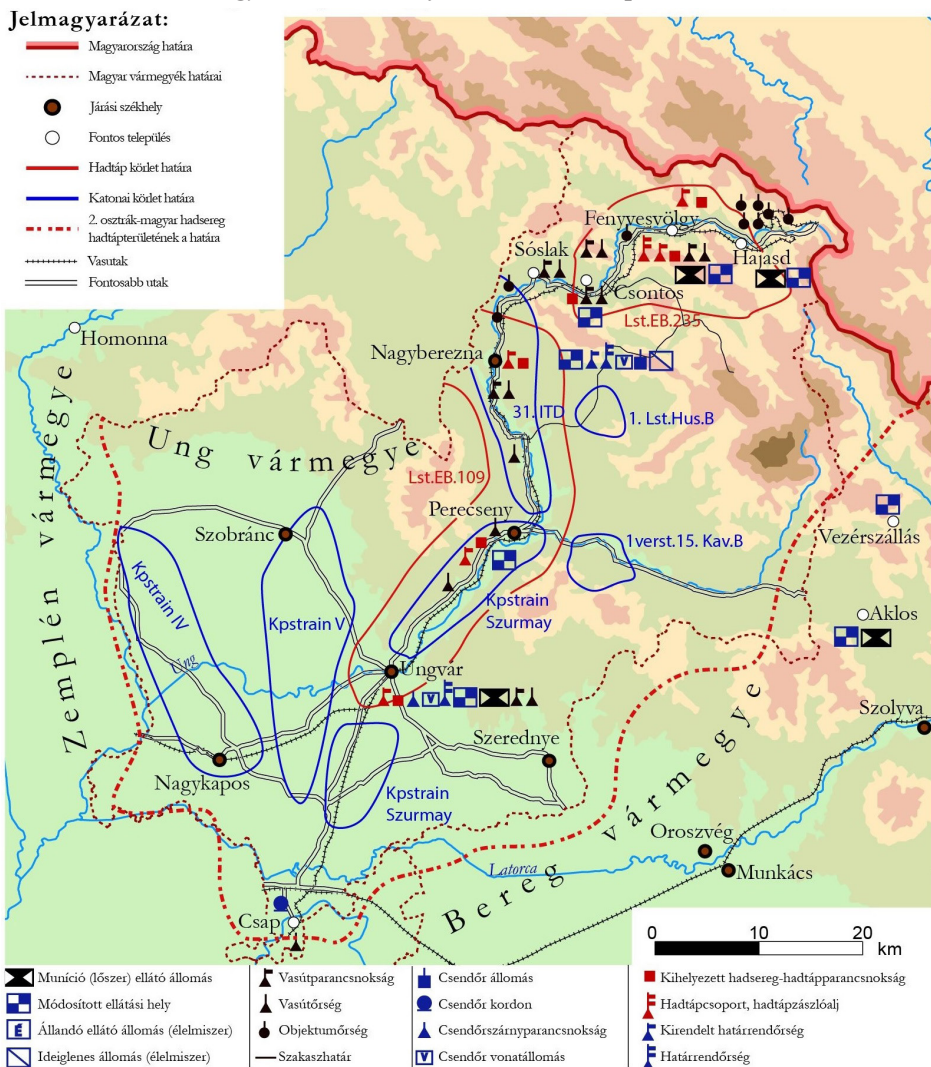 Jelmagyarázat:
Magyarország határa
Magyar vármegyék határai
Járási székhely
Fontos település
Hadtáp körlet határa
Katonai körlet határa
2. osztrák-magyar hadsereg
hadtápterületének a határa
Vasutak
Fontosabb utak
Fenyvesvölgy
Sóslak
Hajasd
Csontos
Lst.EB.235
Homonna
Nagyberezna
31. ITD
1. Lst.Hus.B
Ung vármegye
Lst.EB.109
Zemplén vármegye
Szobránc
Perecseny
1verst.15. Kav.B
Vezérszállás
Kpstrain IV
Kpstrain V
Kpstrain
Szurmay
Aklos
Ung
Ungvar
Szolyva
Szerednye
Nagykapos
Kpstrain
Szurmay
Bereg vármegye
Oroszvég
Munkács
Latorca
Csap
0 10 20
km
Muníció (lőszer) ellátó állomás
Módosított ellátási hely
É Állandó ellátó állomás (élelmiszer)
Ideiglenes állomás (élelmiszer)
Vasútparancsnokság
Vasútőrség
Objektumőrség
Szakaszhatár
Csendőr állomás
Csendőr kordon
Csendőrszárnyparancsnokság
V Csendőr vonatállomás
Kihelyezett hadsereg-hadtápparancsnokság
Hadtápcsoport, hadtápzászlóalj
Kirendelt határrendőrség
Határrendőrség